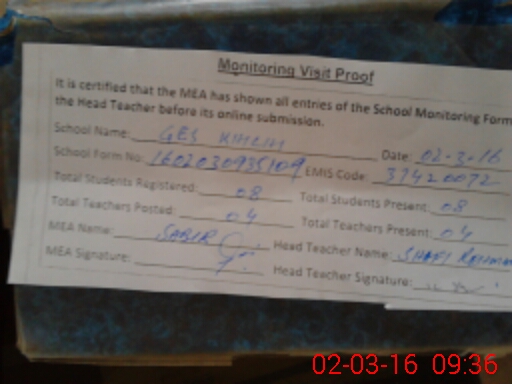 Monitoring Visit Proof
It is certified that the MEA has shown all entries of the School Monitoring Form
the Head Teacher before its online submission.
School Name: GES Date: 02-3-16
School Form No: EMIS Code: 37420072
Total Students Registered: 08 Total Students Present: 08
Total Teachers Posted: 04 Total Teachers Present: 04
MEA Name: SABIR Head Teacher Name: SHAFI
MEA Signature: Head Teacher Signature:
02-03-16 09:36